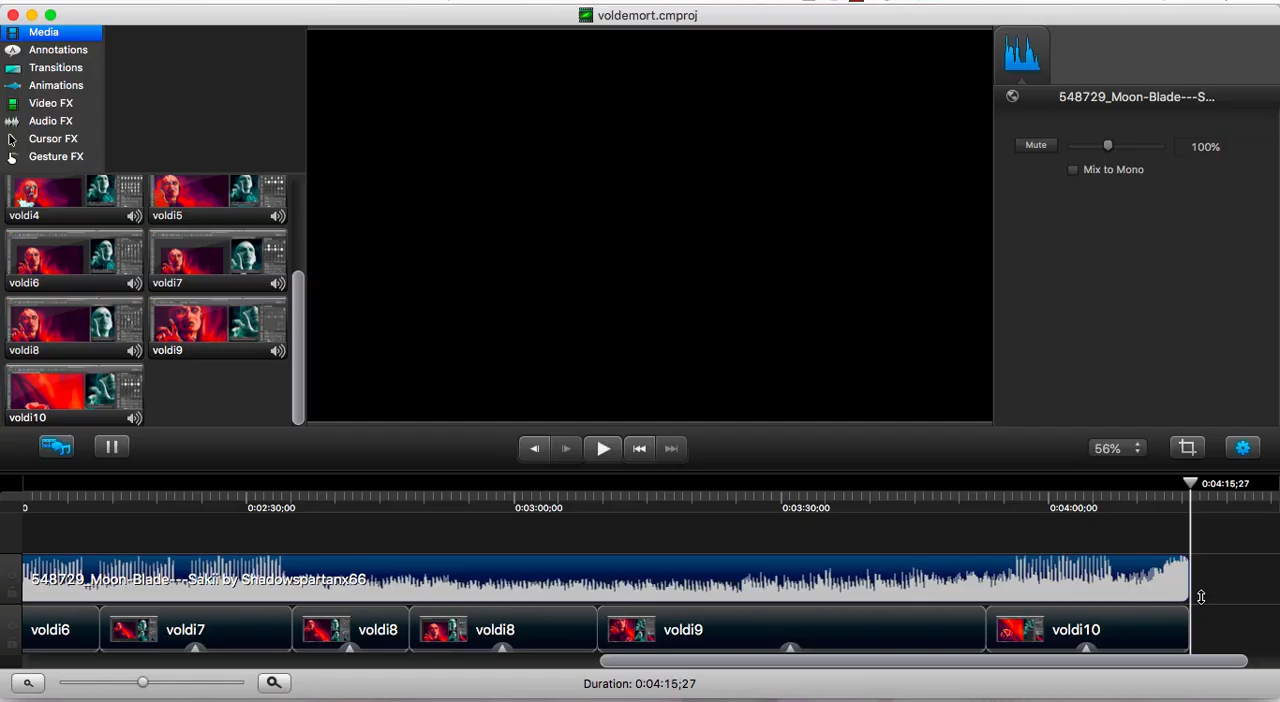 voldemort.cmproj
Media
Annotations
Transitions
Animations
Video FX
Audio FX
Cursor FX
Gesture FX
548729_Moon-Blade---S...
Mute
100%
Mix to Mono
voldi4
voldi5
voldi6
voldi7
voldi8
voldi9
voldi10
56%
0:04:15;27
0:02:30;00
0:03:00;00
0:03:30;00
0:04:00;00
548729_Moon-Blade---Sakii by Shadowspartanx66
voldi6
voldi7
voldi8
voldi8
voldi9
voldi10
Duration: 0:04:15;27